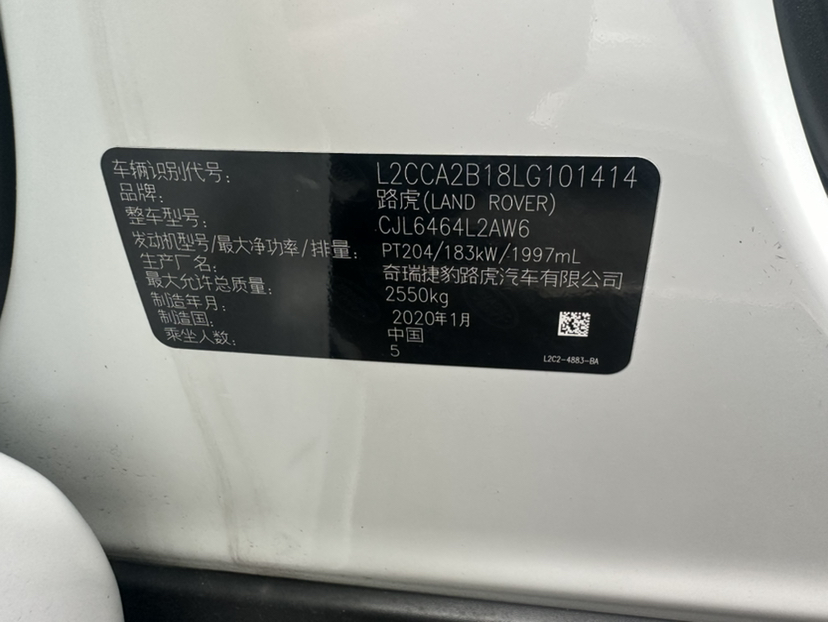 车辆识别代号: L2CCA2B18LG101414
品牌: 路虎(LAND ROVER)
整车型号: CJL6464L2AW6
发动机型号/最大净功率/排量: PT204/183kW/1997mL
生产厂名: 奇瑞捷豹路虎汽车有限公司
最大允许总质量: 2550kg
制造年月: 2020年1月
制造国: 中国
乘坐人数: 5
L2C2-4883-BA